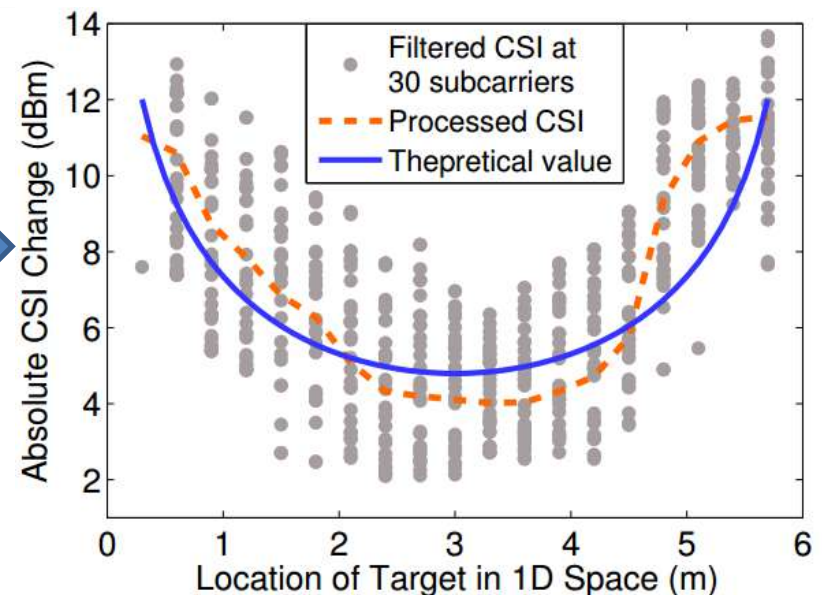 14
12
10
8
6
4
2
Absolute CSI Change (dBm)
Filtered CSI at
30 subcarriers
Processed CSI
Thepretical value
0 1 2 3 4 5 6
Location of Target in 1D Space (m)